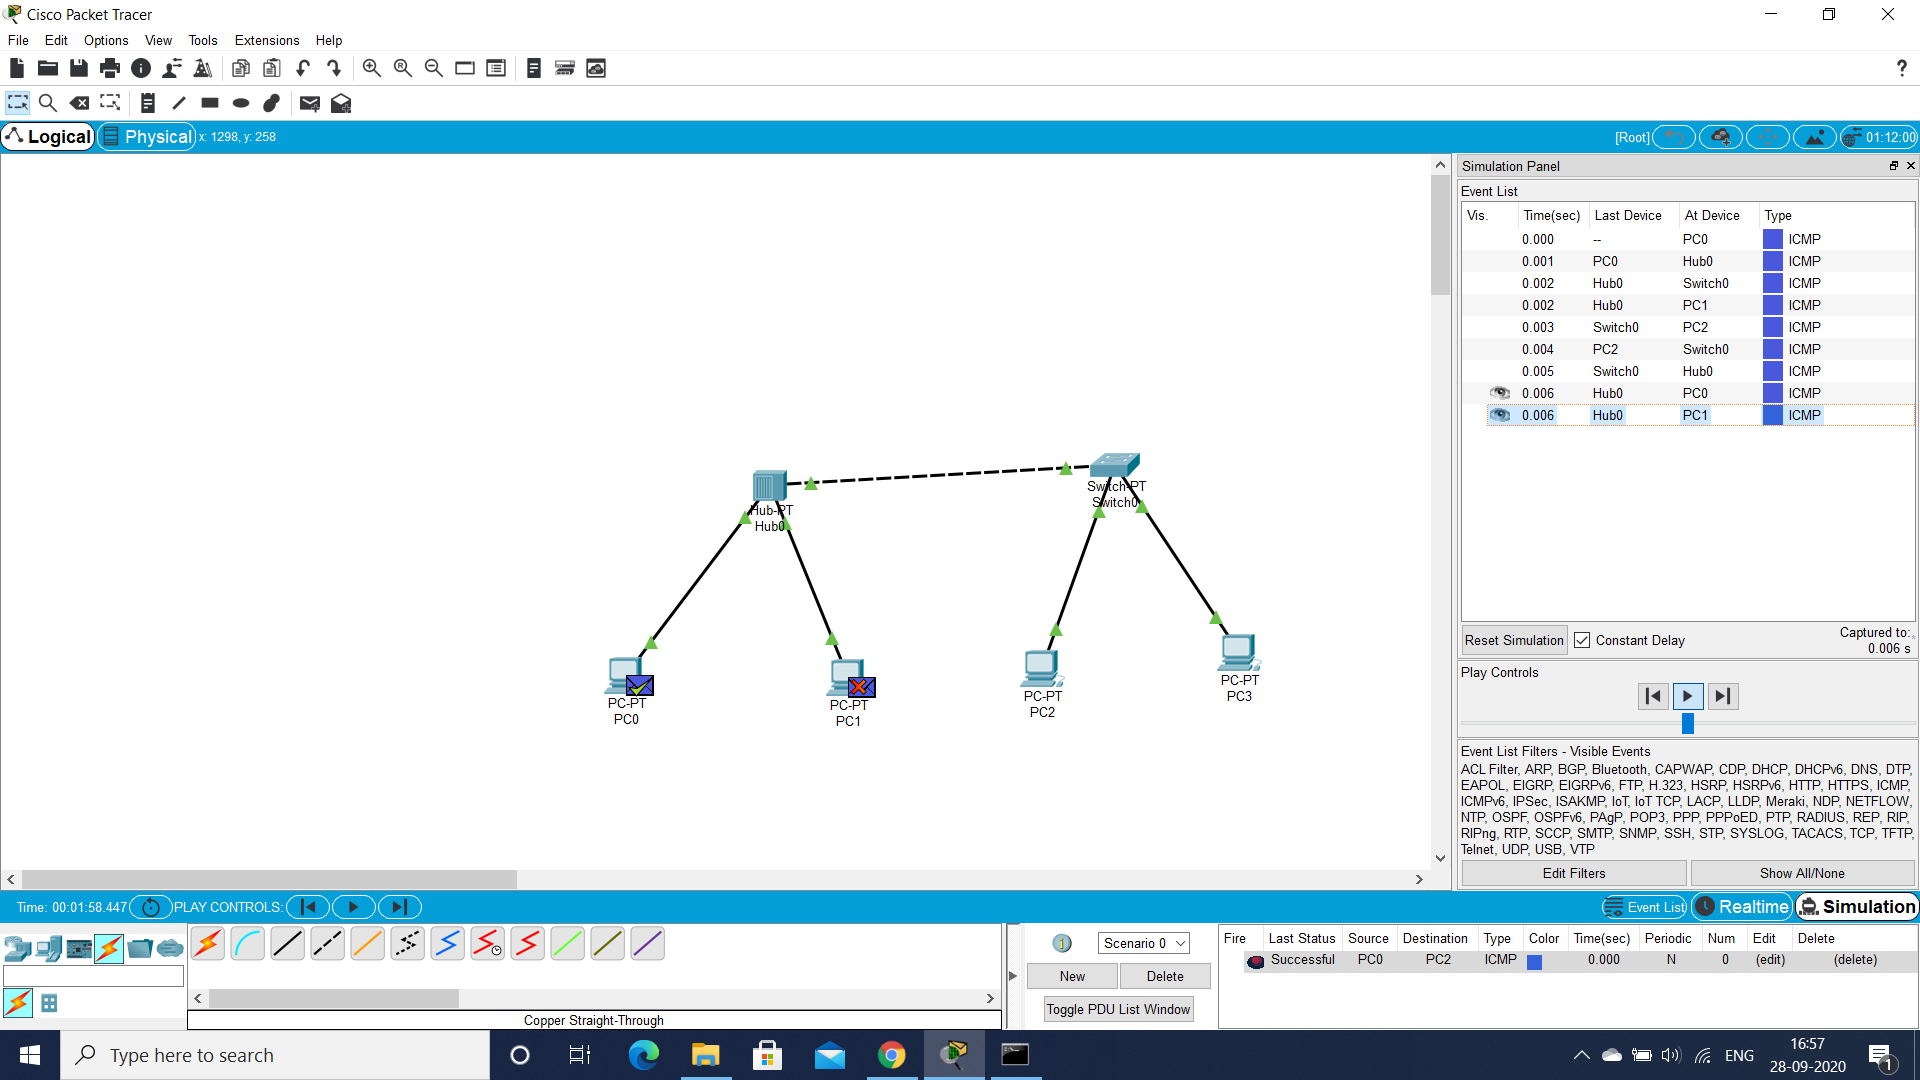 Cisco Packet Tracer
File Edit Options View Tools Extensions Help
Logical Physical x: 1298, y: 258 [Root] 01:12:00
Simulation Panel
Event List
Vis. Time(sec) Last Device At Device Type
0.000 -- PC0 ICMP
0.001 PC0 Hub0 ICMP
0.002 Hub0 Switch0 ICMP
0.002 Hub0 PC1 ICMP
0.003 Switch0 PC2 ICMP
0.004 PC2 Switch0 ICMP
0.005 Switch0 Hub0 ICMP
0.006 Hub0 PC0 ICMP
0.006 Hub0 PC1 ICMP
Hub-PT
Hub0
Switch-PT
Switch0
PC-PT
PC0
PC-PT
PC1
PC-PT
PC2
PC-PT
PC3
Reset Simulation Constant Delay Captured to:
0.006 s
Play Controls
Event List Filters - Visible Events
ACL Filter, ARP, BGP, Bluetooth, CAPWAP, CDP, DHCP, DHCPv6, DNS, DTP,
EAPOL, EIGRP, EIGRPv6, FTP, H.323, HSRP, HSRPv6, HTTP, HTTPS, ICMP,
ICMPv6, IPSec, ISAKMP, IoT, IoT TCP, LACP, LLDP, Meraki, NDP, NETFLOW,
NTP, OSPF, OSPFv6, PAgP, POP3, PPP, PPPoED, PTP, RADIUS, REP, RIP,
RIPng, RTP, SCCP, SMTP, SNMP, SSH, STP, SYSLOG, TACACS, TCP, TFTP,
Telnet, UDP, USB, VTP
Edit Filters Show All/None
Time: 00:01:58.447 PLAY CONTROLS: Event List Realtime Simulation
Scenario 0
New Delete
Toggle PDU List Window
Fire Last Status Source Destination Type Color Time(sec) Periodic Num Edit Delete
Successful PC0 PC2 ICMP 0.000 N 0 (edit) (delete)
Copper Straight-Through
Type here to search
ENG
16:57
28-09-2020
1